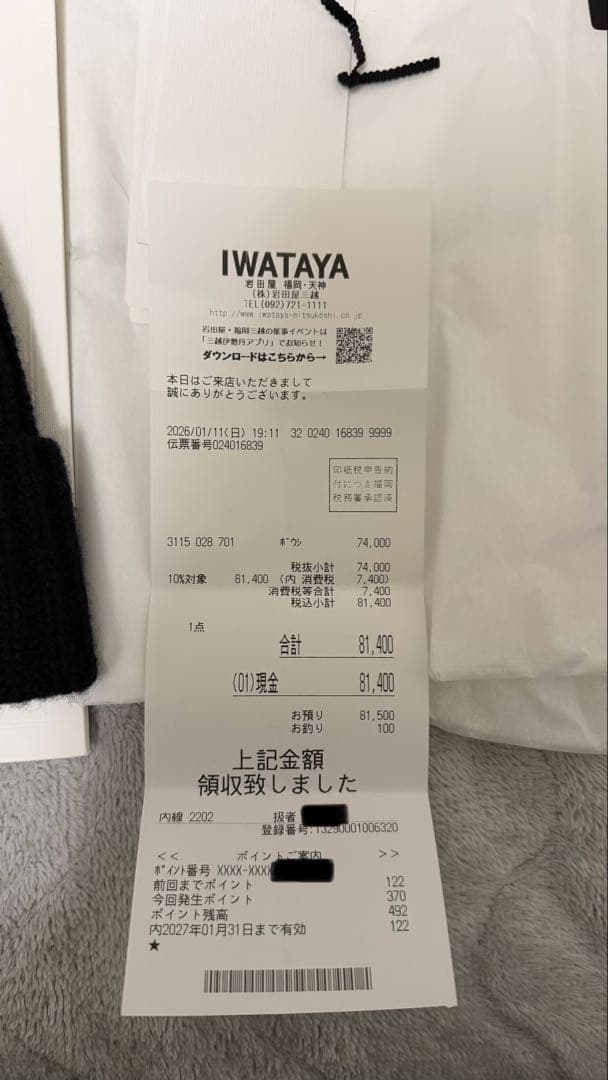 IWATAYA
岩田屋 福岡・天神
(株)岩田屋三越
TEL(092)721-1111
http://www.iwataya-mitsukoshi.co.jp
岩田屋・福岡三越の催事イベントは
「三越伊勢丹アプリ」でお知らせ!
ダウンロードはこちらから→
本日はご来店いただきまして
誠にありがとうございます。
2026/01/11(日) 19:11 32 0240 16839 9999
伝票番号024016839
印紙税申告納
付につき福岡
税務署承認済
3115 028 701 ボウシ 74,000
税抜小計 74,000
10%対象 81,400 (内 消費税 7,400)
消費税等合計 7,400
税込小計 81,400
1点
合計 81,400
(01)現金 81,400
お預り 81,500
お釣り 100
上記金額
領収致しました
内線 2202 扱者
登録番号:T3290001006320
<< ポイントご案内 >>
ポイント番号 XXXX-XXXX
前回までポイント 122
今回発生ポイント 370
ポイント残高 492
内2027年01月31日まで有効 122
★